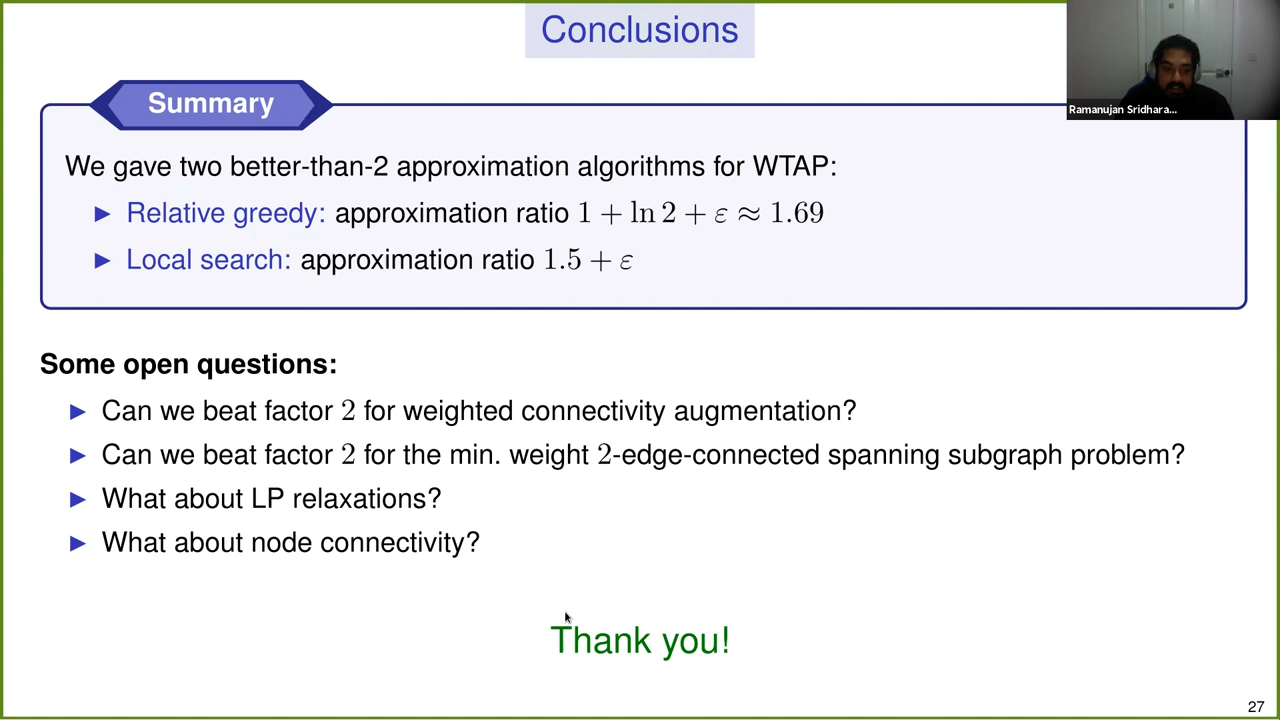 Conclusions
Ramanujan Sridhara...
Summary
We gave two better-than-2 approximation algorithms for WTAP:
► Relative greedy: approximation ratio 1 + ln 2 + ε ≈ 1.69
► Local search: approximation ratio 1.5 + ε
Some open questions:
► Can we beat factor 2 for weighted connectivity augmentation?
► Can we beat factor 2 for the min. weight 2-edge-connected spanning subgraph problem?
► What about LP relaxations?
► What about node connectivity?
Thank you!
27